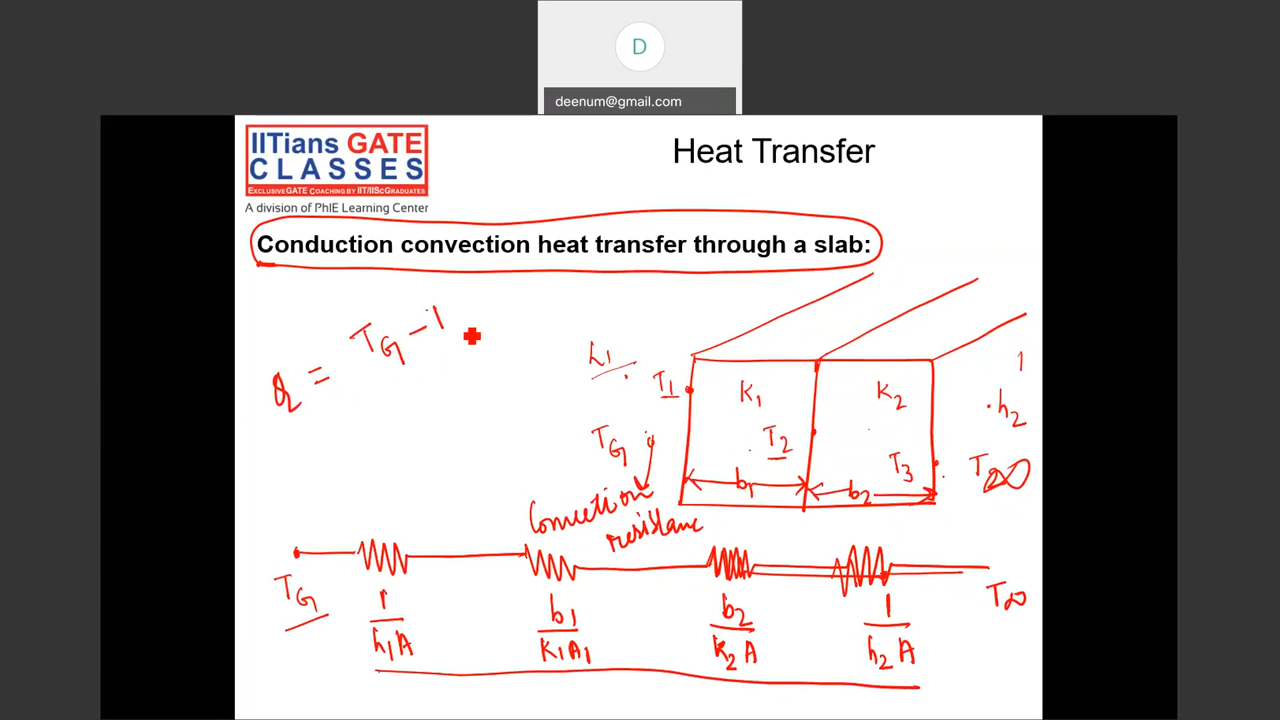 D
deenum@gmail.com
IITians GATE
CLASSES
EXCLUSIVE GATE COACHING BY IIT/IISc GRADUATES
A division of PhIE Learning Center
Heat Transfer
Conduction convection heat transfer through a slab:
Q = TG - 1
h1
T1
K1
K2
1
h2
TG
T2
T3
T∞
b1
b2
Convection
resistanc
TG
T∞
1/h1A
b1/K1A1
b2/K2A
1/h2A